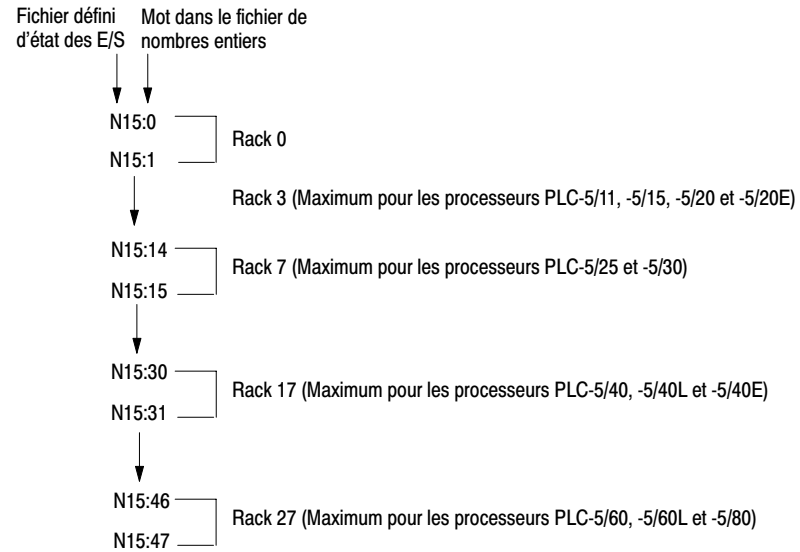 Fichier défini
d'état des E/S
Mot dans le fichier de
nombres entiers
N15:0
N15:1
Rack 0
Rack 3 (Maximum pour les processeurs PLC-5/11, -5/15, -5/20 et -5/20E)
N15:14
N15:15
Rack 7 (Maximum pour les processeurs PLC-5/25 et -5/30)
N15:30
N15:31
Rack 17 (Maximum pour les processeurs PLC-5/40, -5/40L et -5/40E)
N15:46
N15:47
Rack 27 (Maximum pour les processeurs PLC-5/60, -5/60L et -5/80)